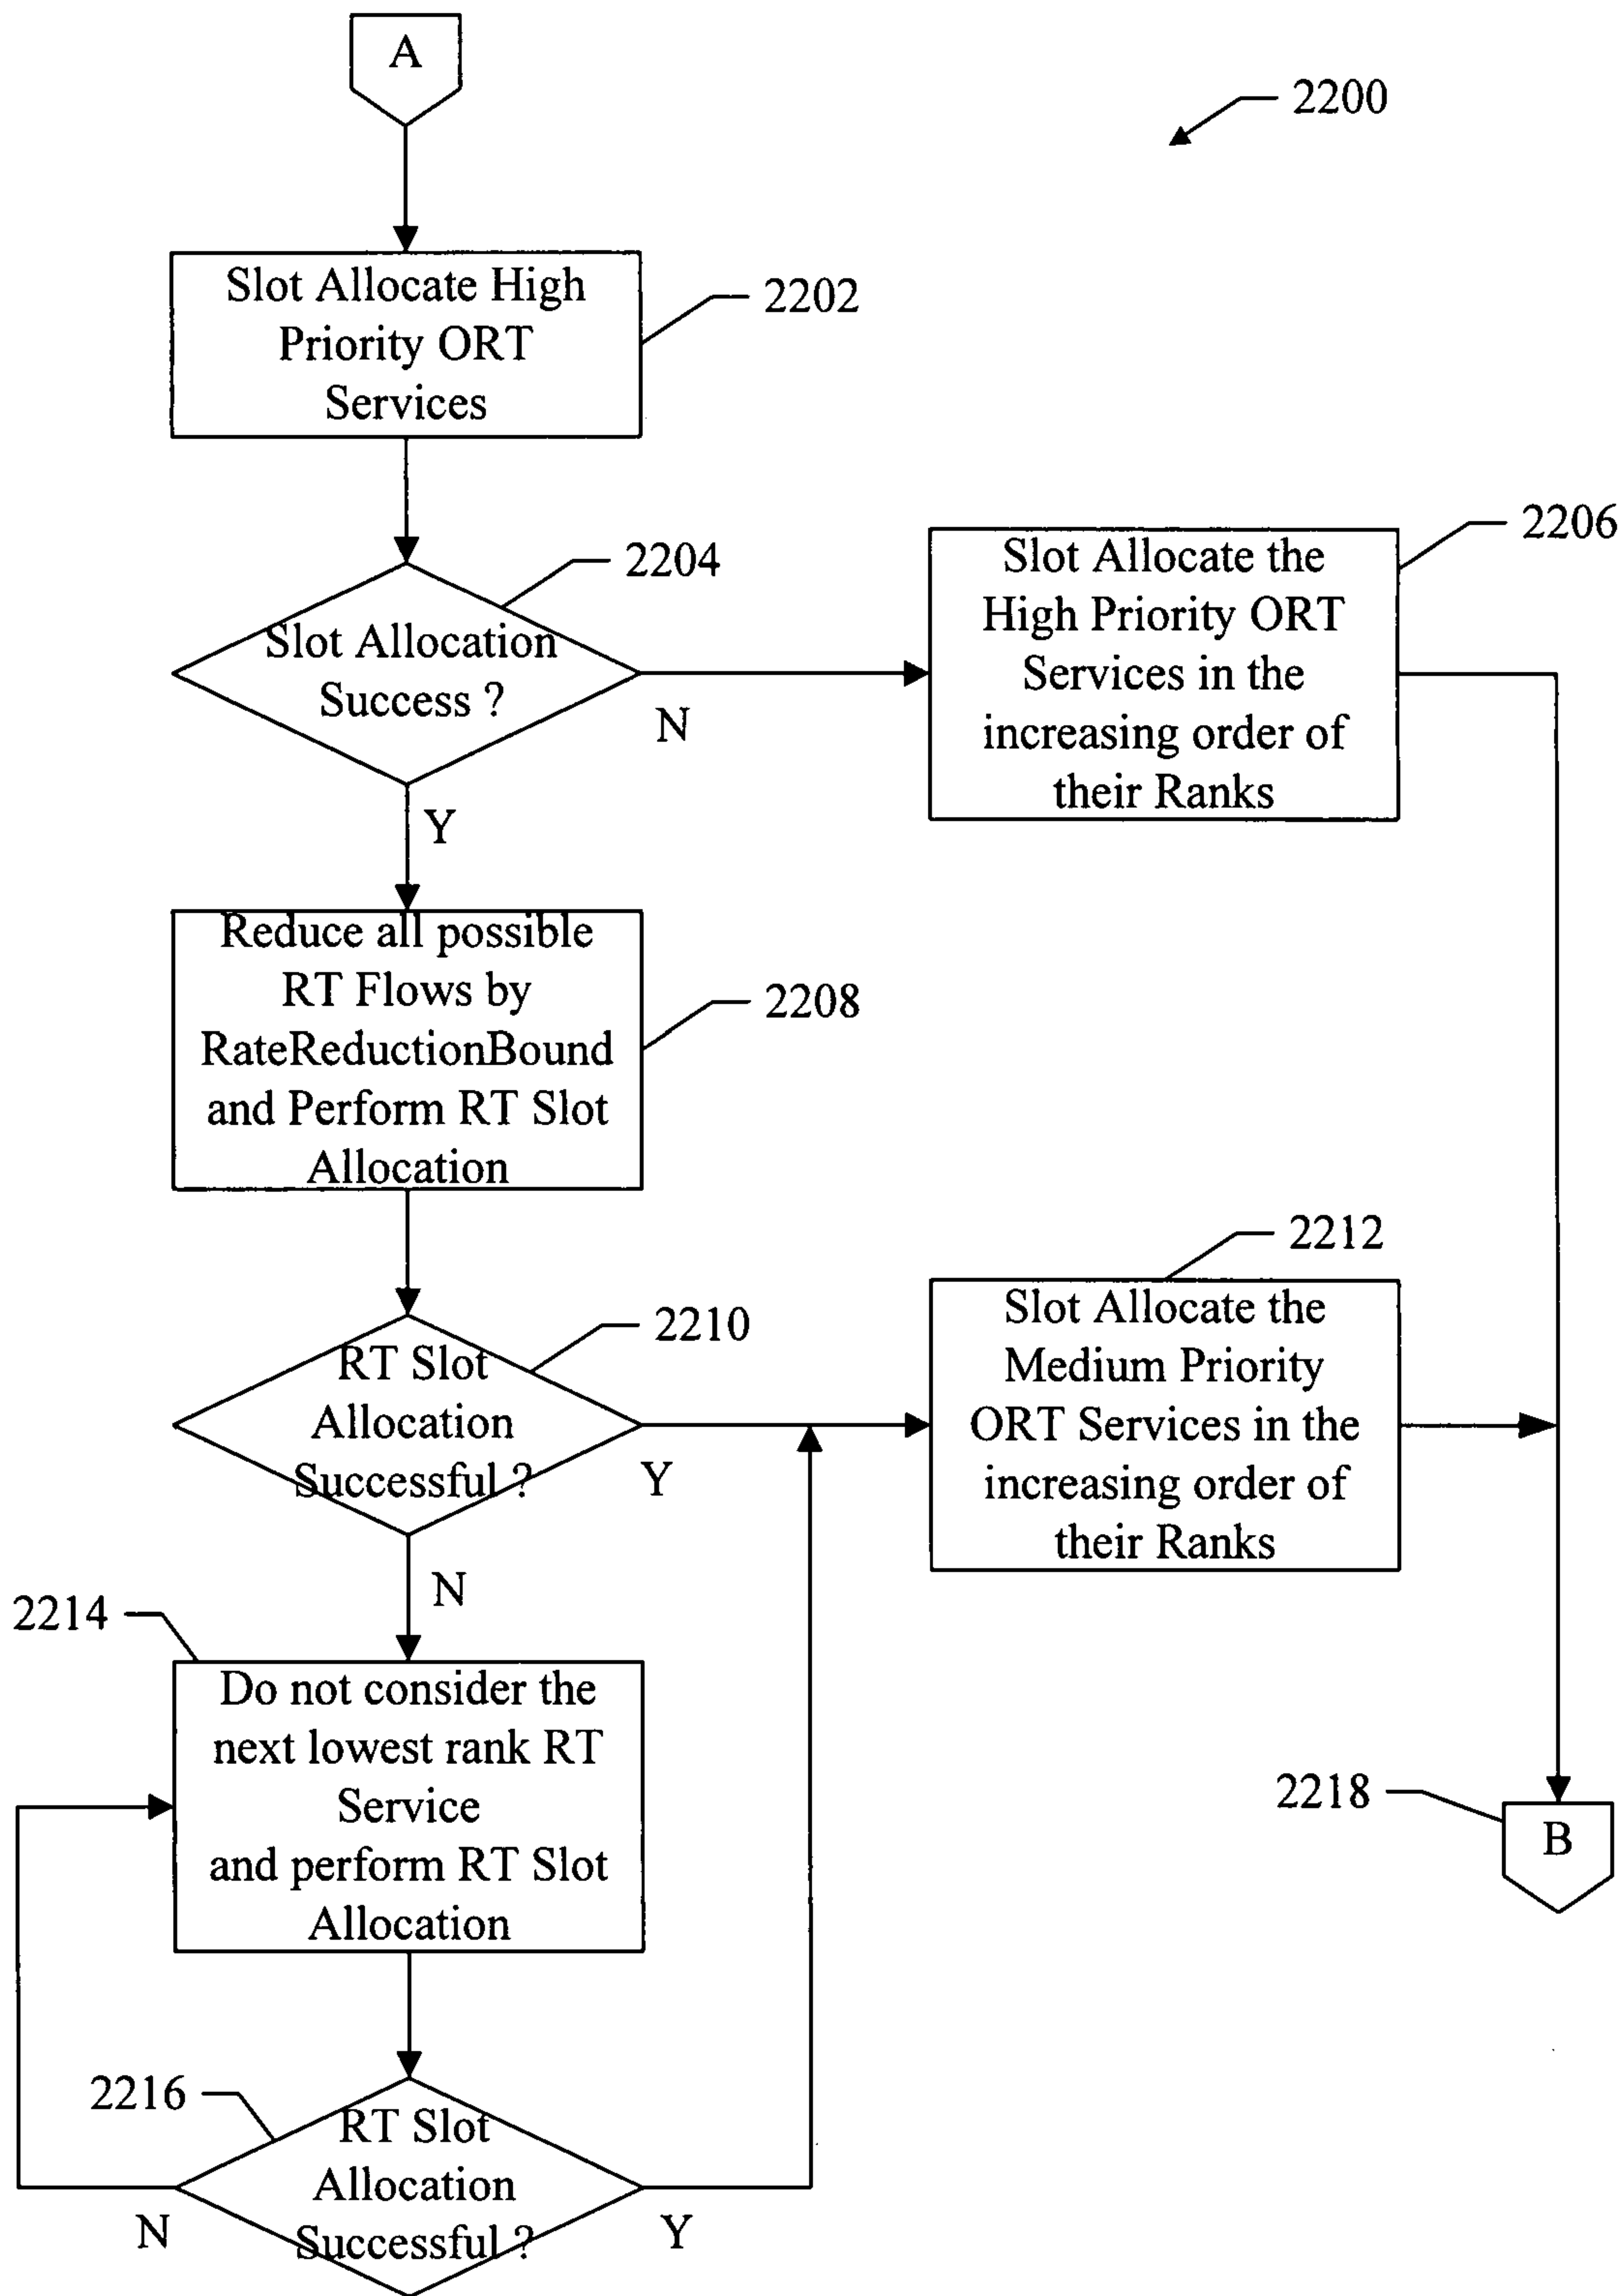 A
2200
Slot Allocate High
Priority ORT
Services
2202
2204
Slot Allocation
Success ?
N
Y
2206
Slot Allocate the
High Priority ORT
Services in the
increasing order of
their Ranks
Reduce all possible
RT Flows by
RateReductionBound
and Perform RT Slot
Allocation
2208
2210
RT Slot
Allocation
Successful ?
Y
N
2212
Slot Allocate the
Medium Priority
ORT Services in the
increasing order of
their Ranks
2214
Do not consider the
next lowest rank RT
Service
and perform RT Slot
Allocation
2218
B
2216
RT Slot
Allocation
Successful ?
N
Y